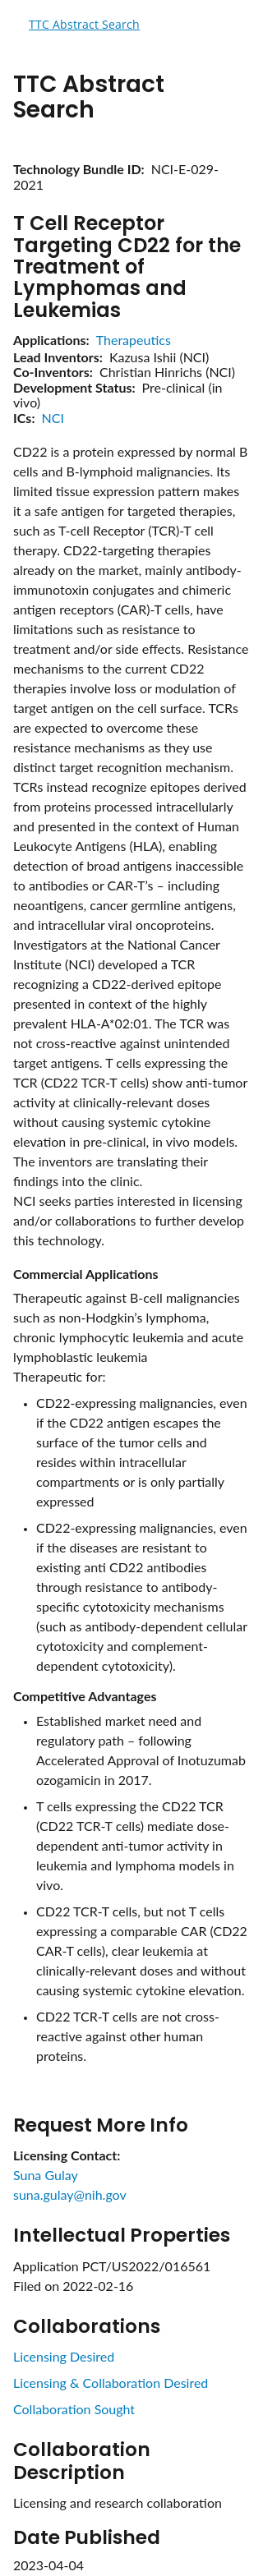 TTC Abstract Search
TTC Abstract
Search
Technology Bundle ID: NCI-E-029-
2021
T Cell Receptor
Targeting CD22 for the
Treatment of
Lymphomas and
Leukemias
Applications: Therapeutics
Lead Inventors: Kazusa Ishii (NCI)
Co-Inventors: Christian Hinrichs (NCI)
Development Status: Pre-clinical (in
vivo)
ICs: NCI
CD22 is a protein expressed by normal B
cells and B-lymphoid malignancies. Its
limited tissue expression pattern makes
it a safe antigen for targeted therapies,
such as T-cell Receptor (TCR)-T cell
therapy. CD22-targeting therapies
already on the market, mainly antibody-
immunotoxin conjugates and chimeric
antigen receptors (CAR)-T cells, have
limitations such as resistance to
treatment and/or side effects. Resistance
mechanisms to the current CD22
therapies involve loss or modulation of
target antigen on the cell surface. TCRs
are expected to overcome these
resistance mechanisms as they use
distinct target recognition mechanism.
TCRs instead recognize epitopes derived
from proteins processed intracellularly
and presented in the context of Human
Leukocyte Antigens (HLA), enabling
detection of broad antigens inaccessible
to antibodies or CAR-T’s – including
neoantigens, cancer germline antigens,
and intracellular viral oncoproteins.
Investigators at the National Cancer
Institute (NCI) developed a TCR
recognizing a CD22-derived epitope
presented in context of the highly
prevalent HLA-A*02:01. The TCR was
not cross-reactive against unintended
target antigens. T cells expressing the
TCR (CD22 TCR-T cells) show anti-tumor
activity at clinically-relevant doses
without causing systemic cytokine
elevation in pre-clinical, in vivo models.
The inventors are translating their
findings into the clinic.
NCI seeks parties interested in licensing
and/or collaborations to further develop
this technology.
Commercial Applications
Therapeutic against B-cell malignancies
such as non-Hodgkin’s lymphoma,
chronic lymphocytic leukemia and acute
lymphoblastic leukemia
Therapeutic for:
• CD22-expressing malignancies, even
if the CD22 antigen escapes the
surface of the tumor cells and
resides within intracellular
compartments or is only partially
expressed
• CD22-expressing malignancies, even
if the diseases are resistant to
existing anti CD22 antibodies
through resistance to antibody-
specific cytotoxicity mechanisms
(such as antibody-dependent cellular
cytotoxicity and complement-
dependent cytotoxicity).
Competitive Advantages
• Established market need and
regulatory path – following
Accelerated Approval of Inotuzumab
ozogamicin in 2017.
• T cells expressing the CD22 TCR
(CD22 TCR-T cells) mediate dose-
dependent anti-tumor activity in
leukemia and lymphoma models in
vivo.
• CD22 TCR-T cells, but not T cells
expressing a comparable CAR (CD22
CAR-T cells), clear leukemia at
clinically-relevant doses and without
causing systemic cytokine elevation.
• CD22 TCR-T cells are not cross-
reactive against other human
proteins.
Request More Info
Licensing Contact:
Suna Gulay
suna.gulay@nih.gov
Intellectual Properties
Application PCT/US2022/016561
Filed on 2022-02-16
Collaborations
Licensing Desired
Licensing & Collaboration Desired
Collaboration Sought
Collaboration
Description
Licensing and research collaboration
Date Published
2023-04-04